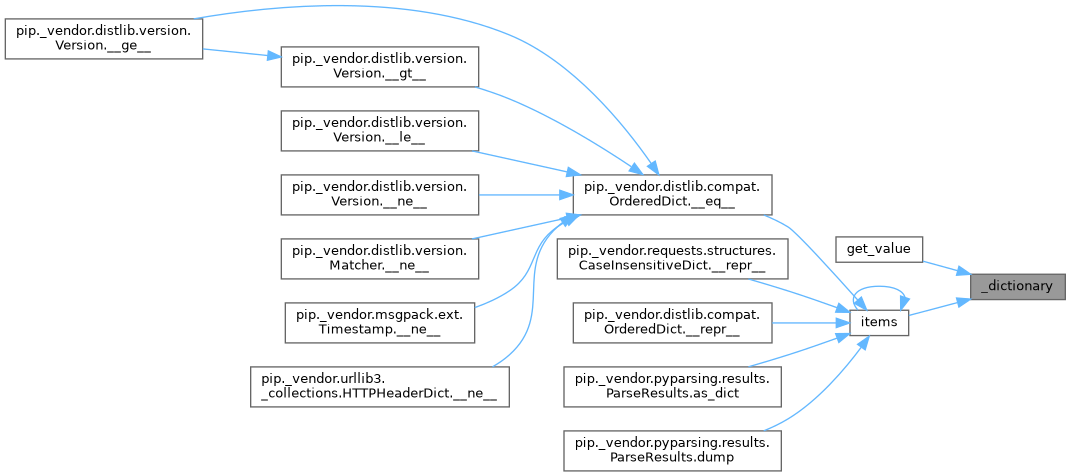 pip._vendor.distlib.version.
Version.__ge__
pip._vendor.distlib.version.
Version.__gt__
pip._vendor.distlib.version.
Version.__le__
pip._vendor.distlib.version.
Version.__ne__
pip._vendor.distlib.version.
Matcher.__ne__
pip._vendor.msgpack.ext.
Timestamp.__ne__
pip._vendor.urllib3.
_collections.HTTPHeaderDict.__ne__
pip._vendor.distlib.compat.
OrderedDict.__eq__
pip._vendor.requests.structures.
CaseInsensitiveDict.__repr__
pip._vendor.distlib.compat.
OrderedDict.__repr__
pip._vendor.pyparsing.results.
ParseResults.as_dict
pip._vendor.pyparsing.results.
ParseResults.dump
get_value
items
_dictionary